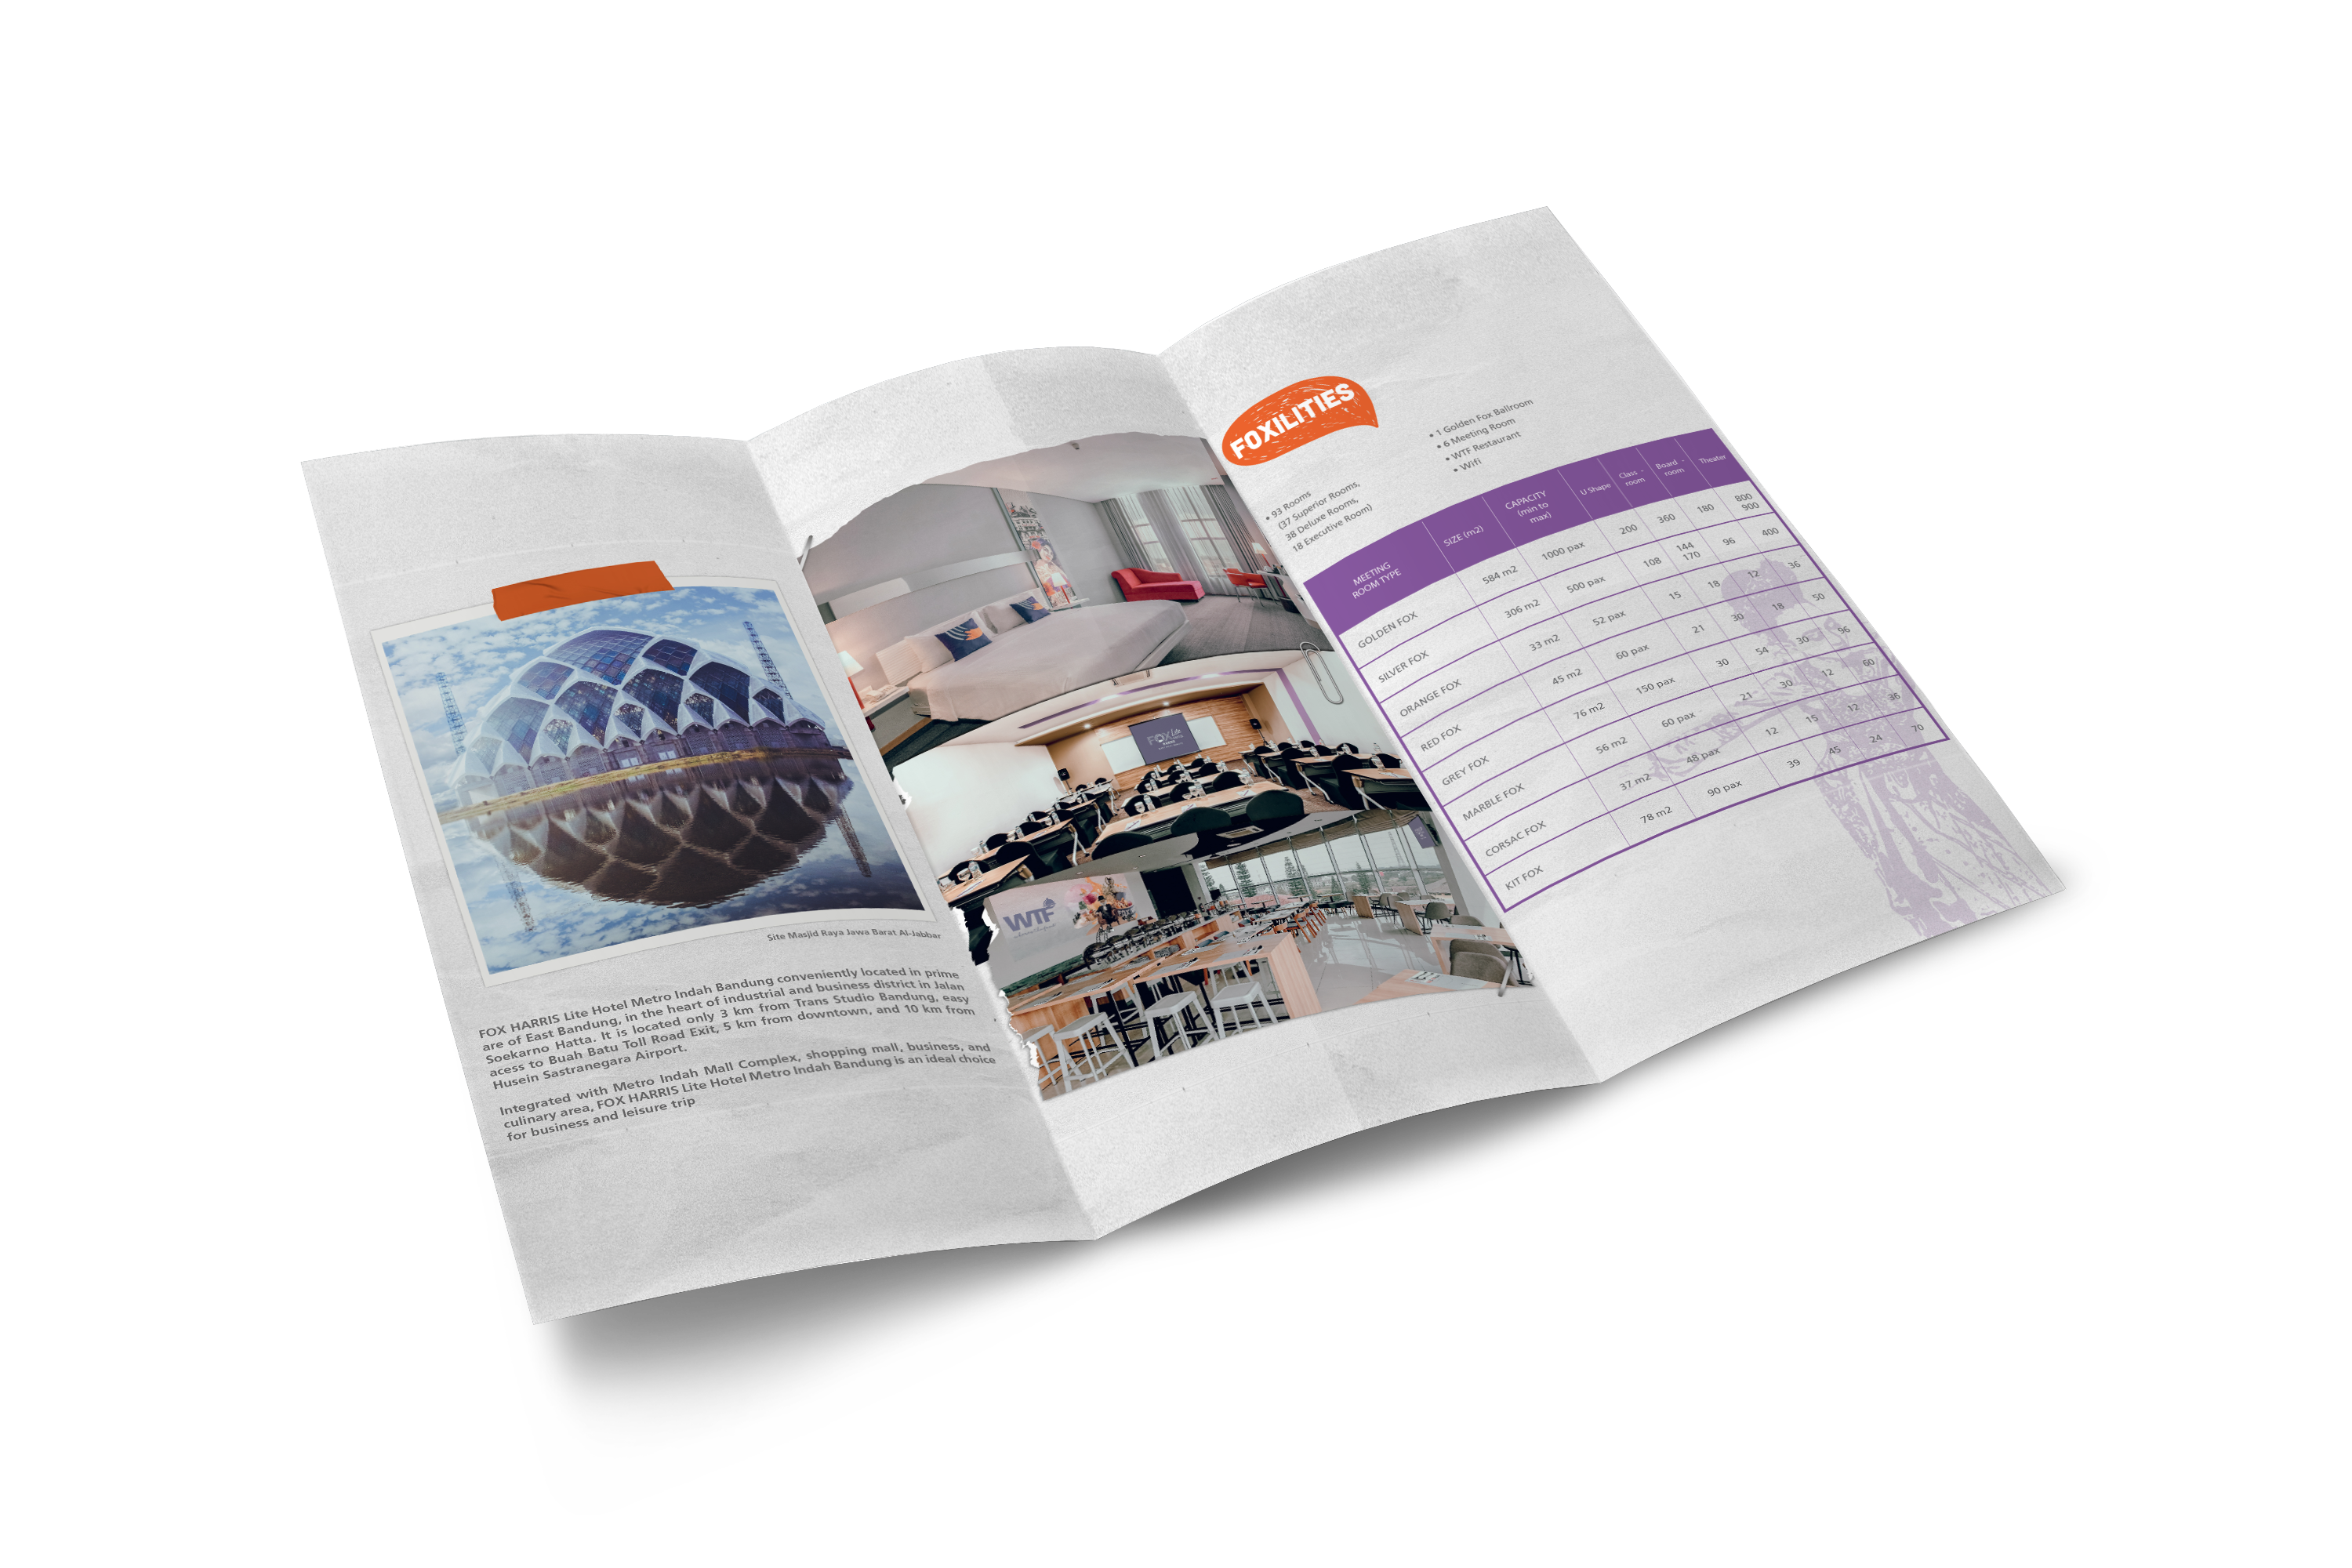 Site Masjid Raya Jawa Barat Al-Jabbar
FOX HARRIS Lite Hotel Metro Indah Bandung conveniently located in prime
are of East Bandung, in the heart of industrial and business district in Jalan
Soekarno Hatta. It is located only 3 km from Trans Studio Bandung, easy
acess to Buah Batu Toll Road Exit, 5 km from downtown, and 10 km from
Husein Sastranegara Airport.
Integrated with Metro Indah Mall Complex, shopping mall, business, and
culinary area, FOX HARRIS Lite Hotel Metro Indah Bandung is an ideal choice
for business and leisure trip
FOX Lite
WTF
FOXILITIES
• 93 Rooms
(37 Superior Rooms,
38 Deluxe Rooms,
18 Executive Room)
• 1 Golden Fox Ballroom
• 6 Meeting Room
• WTF Restaurant
• Wifi
MEETING ROOM TYPE SIZE (m2) CAPACITY (min to max) U Shape Class - room Board - room Theater
GOLDEN FOX 584 m2 1000 pax 200 360 180 800 900
SILVER FOX 306 m2 500 pax 108 144 170 96 400
ORANGE FOX 33 m2 52 pax 15 18 12 36
RED FOX 45 m2 60 pax 21 30 18 50
GREY FOX 76 m2 150 pax 30 54 30 96
MARBLE FOX 56 m2 60 pax 21 30 12 60
CORSAC FOX 37 m2 48 pax 12 15 12 36
KIT FOX 78 m2 90 pax 39 45 24 70